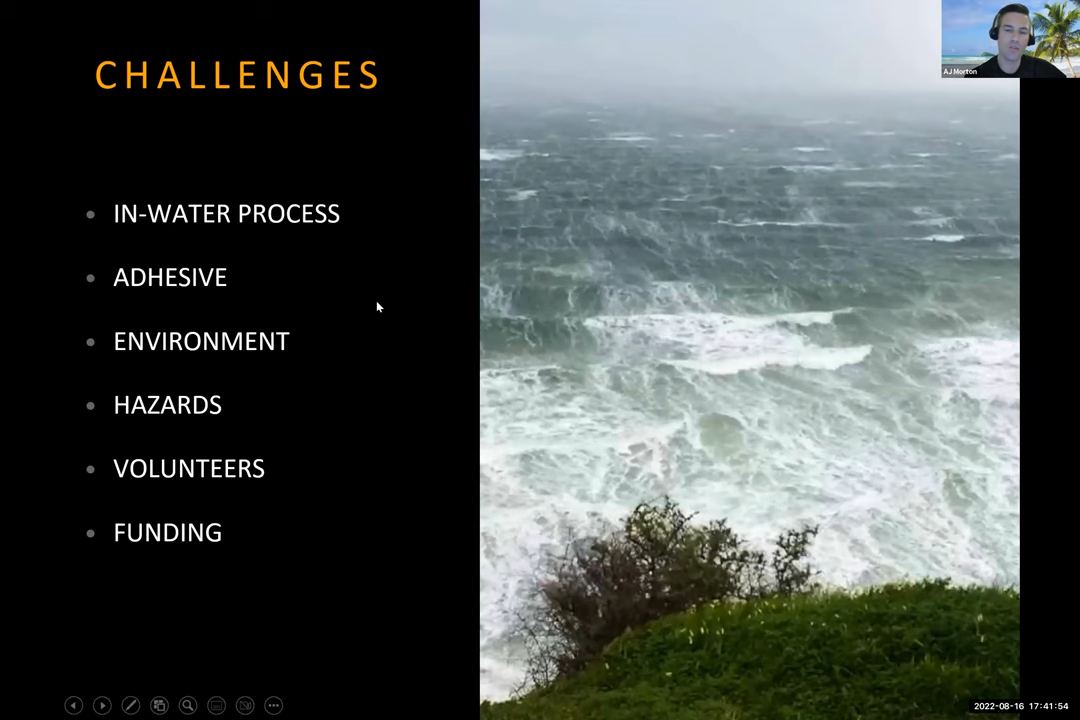 CHALLENGES
AJ Morton
IN-WATER PROCESS
ADHESIVE
ENVIRONMENT
HAZARDS
VOLUNTEERS
FUNDING
2022-08-16 17:41:54